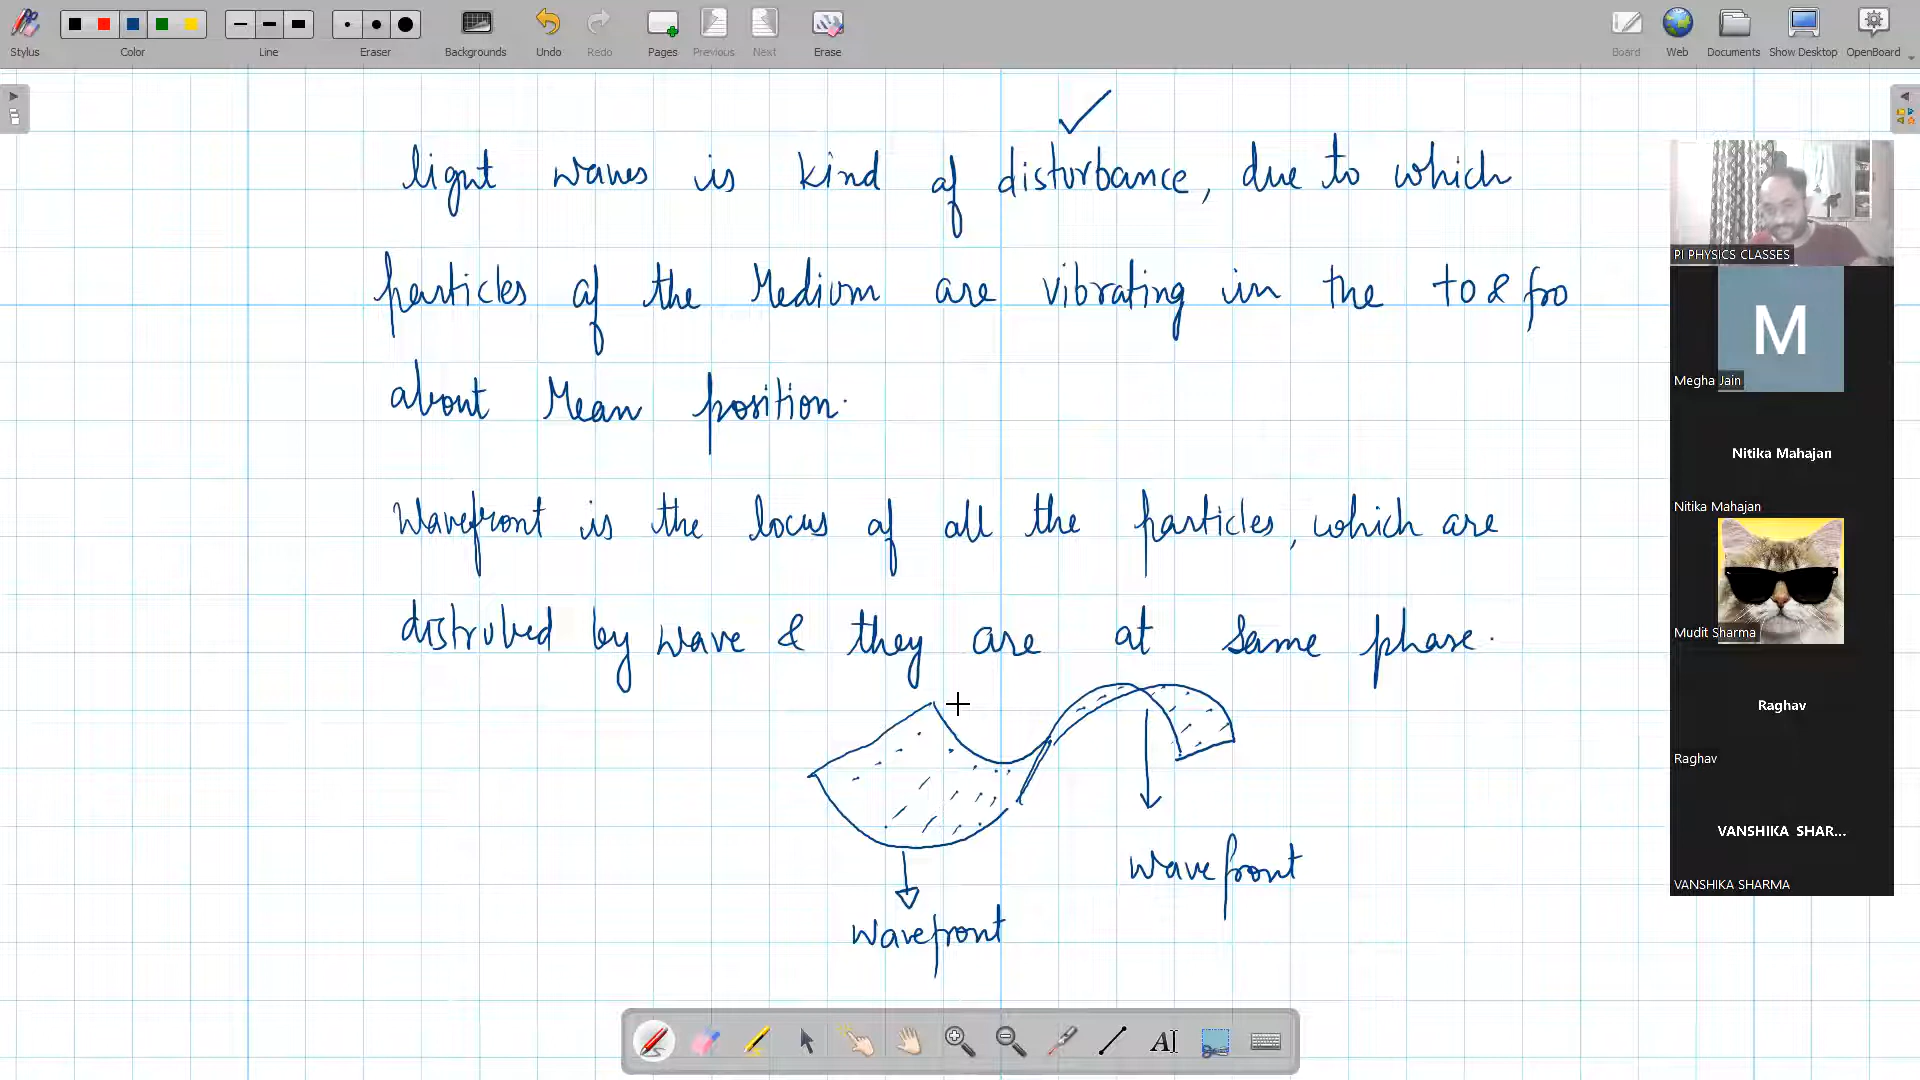 Stylus
Color
Line
Eraser
Backgrounds
Undo
Redo
Pages
Previous
Next
Erase
Board
Web
Documents
Show Desktop
OpenBoard
light waves is kind of disturbance, due to which
particles of the Medium are vibrating in the to & fro
about Mean position.
Wavefront is the locus of all the particles, which are
distrubed by wave & they are at same phase.
wavefront
wavefront
PI PHYSICS CLASSES
M
Megha Jain
Nitika Mahajan
Nitika Mahajan
Mudit Sharma
Raghav
Raghav
VANSHIKA SHAR...
VANSHIKA SHARMA
AI